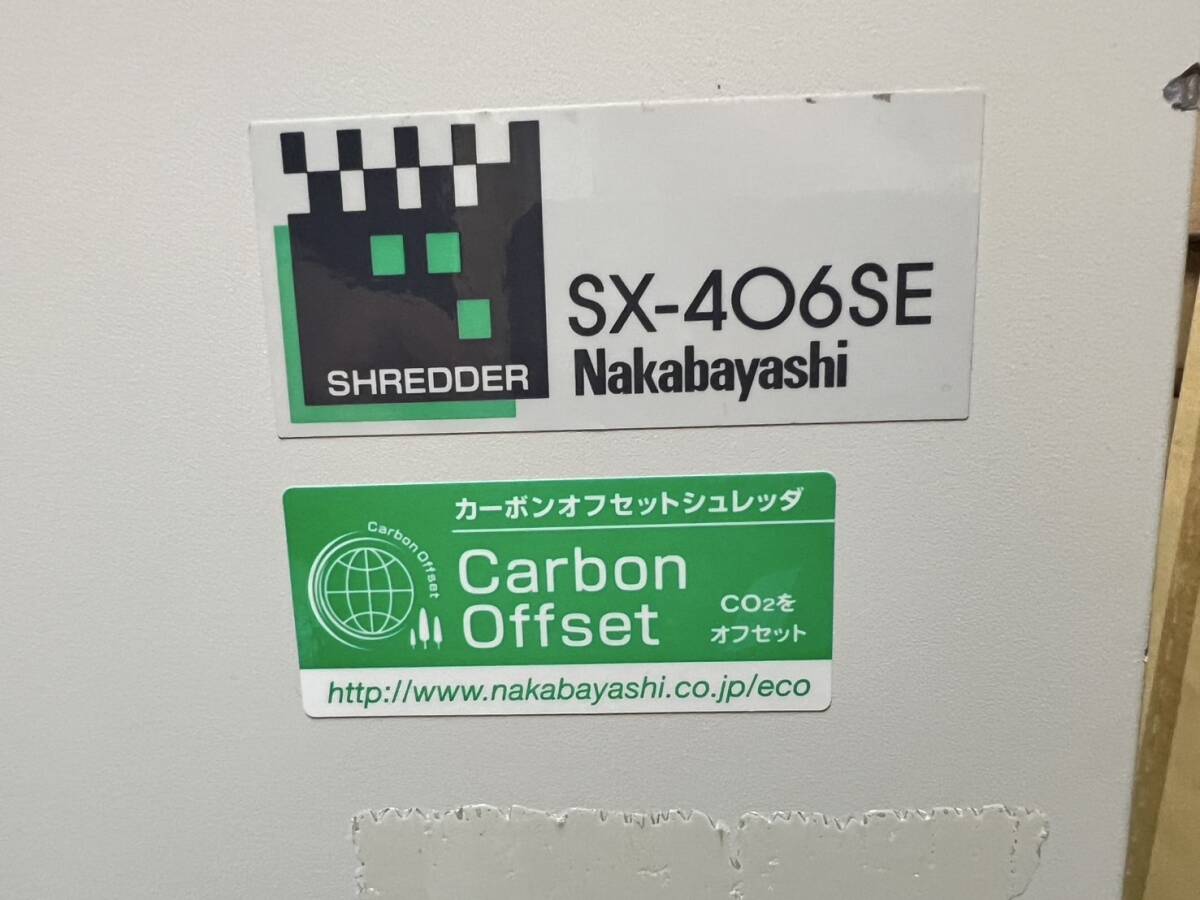 SHREDDER
SX-406SE
Nakabayashi
カーボンオフセットシュレッダ
Carbon Offset
Carbon
Offset
CO2を
オフセット
http://www.nakabayashi.co.jp/eco